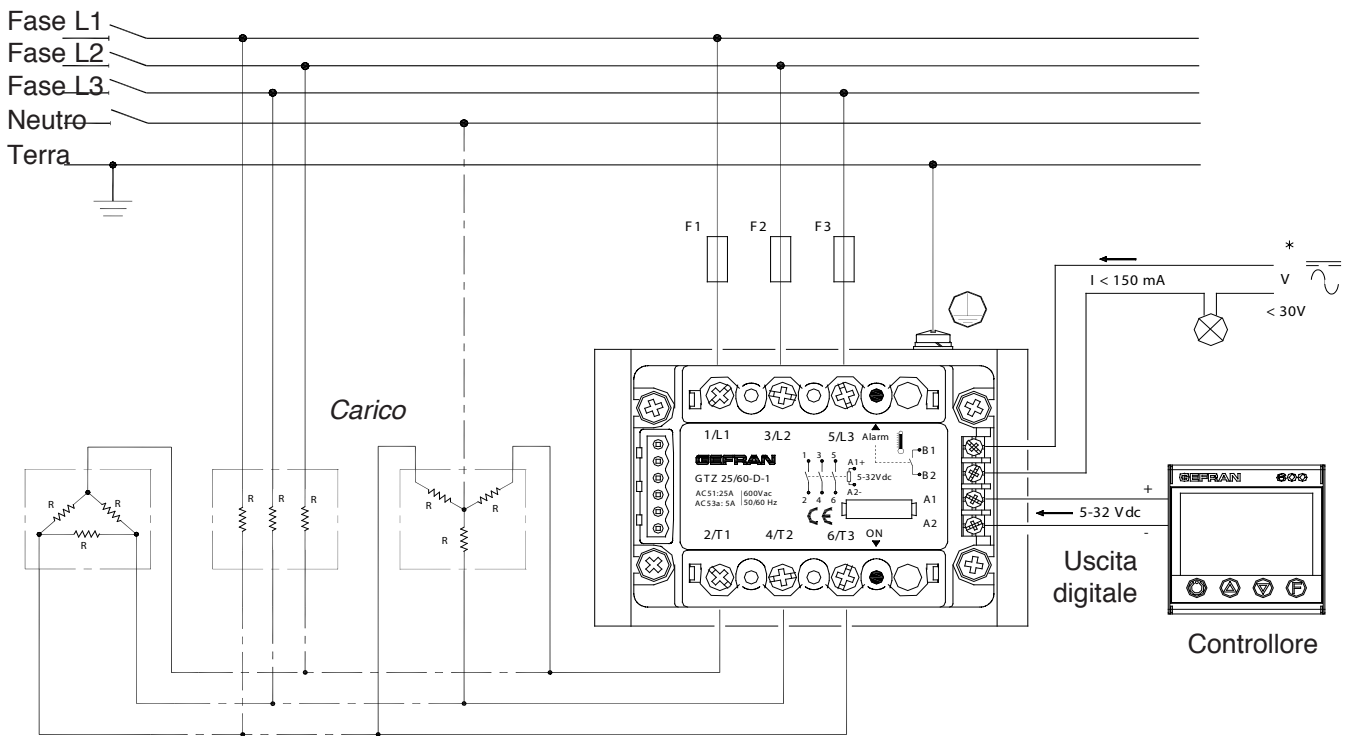 Fase L1
Fase L2
Fase L3
Neutro
Terra
F1 F2 F3
*
I < 150 mA
V
< 30V
Carico
1/L1 3/L2 5/L3 Alarm
B1
B2
GEFRAN
GTZ 25/60-D-1
AC51:25A 600Vac
AC53a: 5A 50/60 Hz
1 3 5
A1+
5-32Vdc
A2-
2 4 6
CE
A1
A2
2/T1 4/T2 6/T3 ON
R R R
R R R
R R R
GEFRAN 600
+
5-32 Vdc
-
F
Uscita
digitale
Controllore